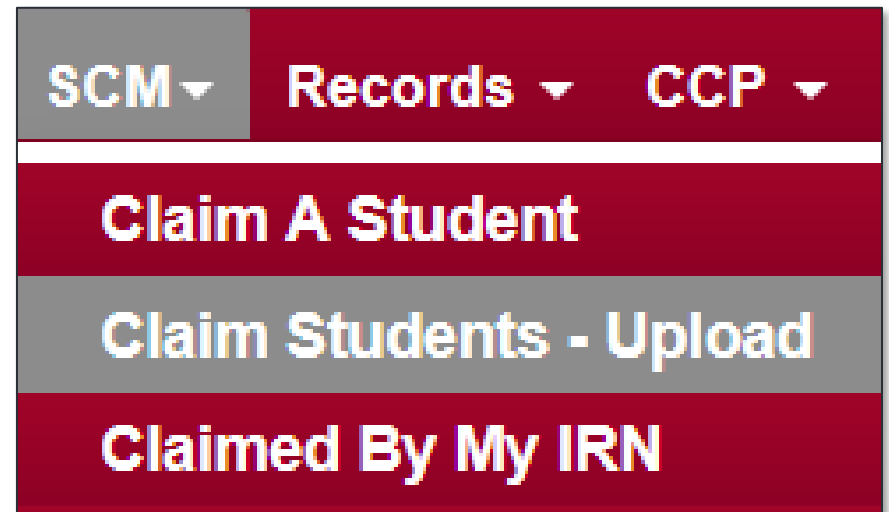 SCM Records CCP
Claim A Student
Claim Students - Upload
Claimed By My IRN